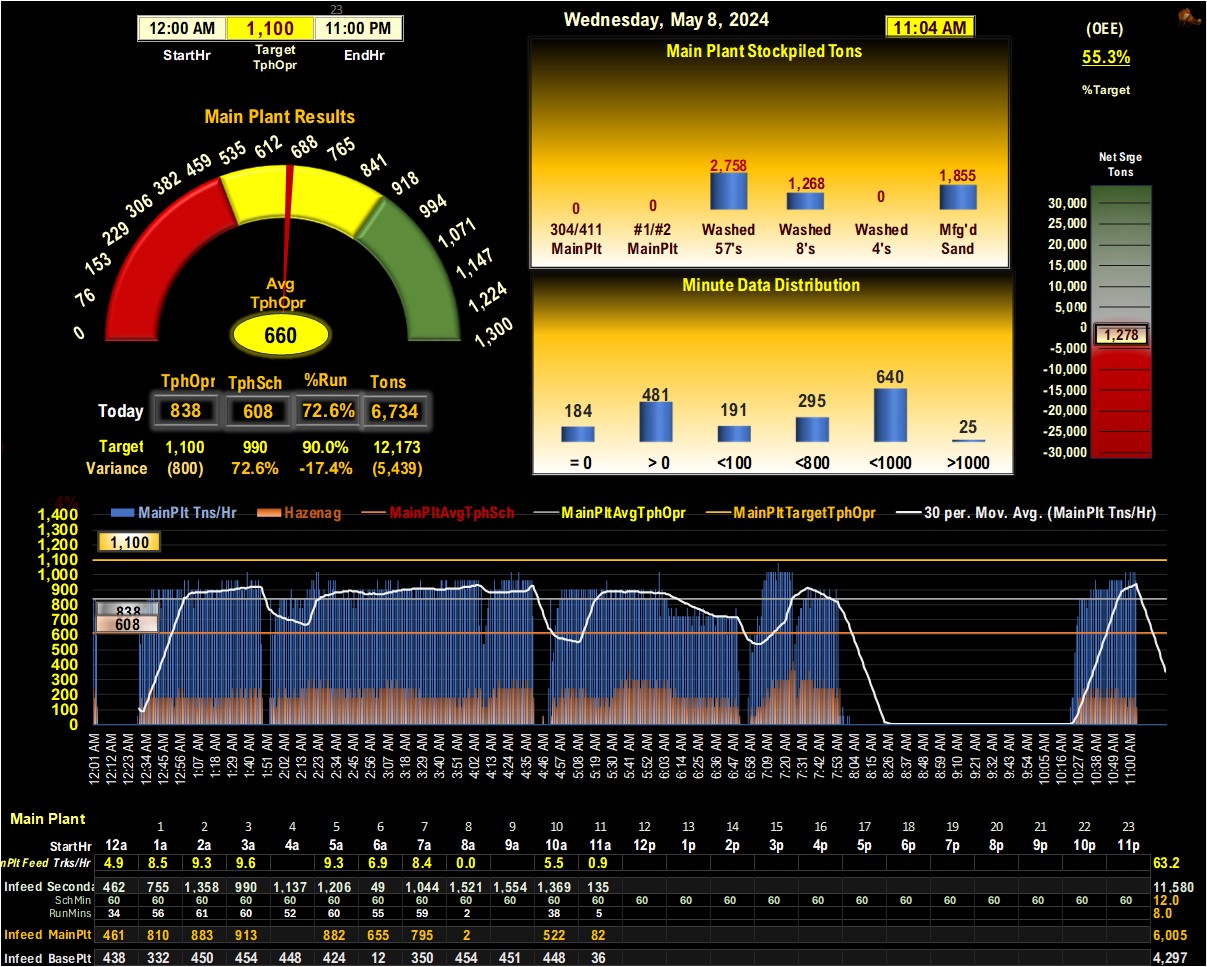 23
12:00 AM 1,100 11:00 PM
StartHr Target TphOpr EndHr
Wednesday, May 8, 2024
11:04 AM
(OEE)
55.3%
%Target
Main Plant Results
0 76 153 229 306 382 459 535 612 688 765 841 918 994 1,071 1,147 1,224 1,300
Avg
TphOpr
660
TphOpr TphSch %Run Tons
Today 838 608 72.6% 6,734
Target 1,100 990 90.0% 12,173
Variance (800) 72.6% -17.4% (5,439)
Main Plant Stockpiled Tons
0 0 2,758 1,268 0 1,855
304/411 #1/#2 Washed Washed Washed Mfg'd
MainPlt MainPlt 57's 8's 4's Sand
Minute Data Distribution
184 481 191 295 640 25
= 0 > 0 <100 <800 <1000 >1000
Net Srge
Tons
30,000
25,000
20,000
15,000
10,000
5,000
0
1,278
-5,000
-10,000
-15,000
-20,000
-25,000
-30,000
4%
MainPlt Tns/Hr Hazenag MainPltAvgTphSch MainPltAvgTphOpr MainPltTargetTphOpr 30 per. Mov. Avg. (MainPlt Tns/Hr)
1,400
1,300
1,200
1,100
1,000
900
800
700
600
500
400
300
200
100
0
1,100
838
608
12:01 AM 12:12 AM 12:23 AM 12:34 AM 12:45 AM 12:56 AM 1:07 AM 1:18 AM 1:29 AM 1:40 AM 1:51 AM 2:02 AM 2:13 AM 2:23 AM 2:34 AM 2:45 AM 2:56 AM 3:07 AM 3:18 AM 3:29 AM 3:40 AM 3:51 AM 4:02 AM 4:13 AM 4:24 AM 4:35 AM 4:46 AM 4:57 AM 5:08 AM 5:19 AM 5:30 AM 5:41 AM 5:52 AM 6:03 AM 6:14 AM 6:25 AM 6:36 AM 6:47 AM 6:58 AM 7:09 AM 7:20 AM 7:31 AM 7:42 AM 7:53 AM 8:04 AM 8:15 AM 8:26 AM 8:37 AM 8:48 AM 8:59 AM 9:10 AM 9:21 AM 9:32 AM 9:43 AM 9:54 AM 10:05 AM 10:16 AM 10:27 AM 10:38 AM 10:49 AM 11:00 AM
Main Plant
1 2 3 4 5 6 7 8 9 10 11 12 13 14 15 16 17 18 19 20 21 22 23
StartHr 12a 1a 2a 3a 4a 5a 6a 7a 8a 9a 10a 11a 12p 1p 2p 3p 4p 5p 6p 7p 8p 9p 10p 11p
nPlt Feed Trks/Hr 4.9 8.5 9.3 9.6 9.3 6.9 8.4 0.0 5.5 0.9 63.2
Infeed Seconda 462 755 1,358 990 1,137 1,206 49 1,044 1,521 1,554 1,369 135 11,580
SchMin 60 60 60 60 60 60 60 60 60 60 60 60 60 60 60 60 60 60 60 60 60 60 60 60 12.0
RunMins 34 56 61 60 52 60 55 59 2 38 5 8.0
Infeed MainPlt 461 810 883 913 882 655 795 2 522 82 6,005
Infeed BasePlt 438 332 450 454 448 424 12 350 454 451 448 36 4,297